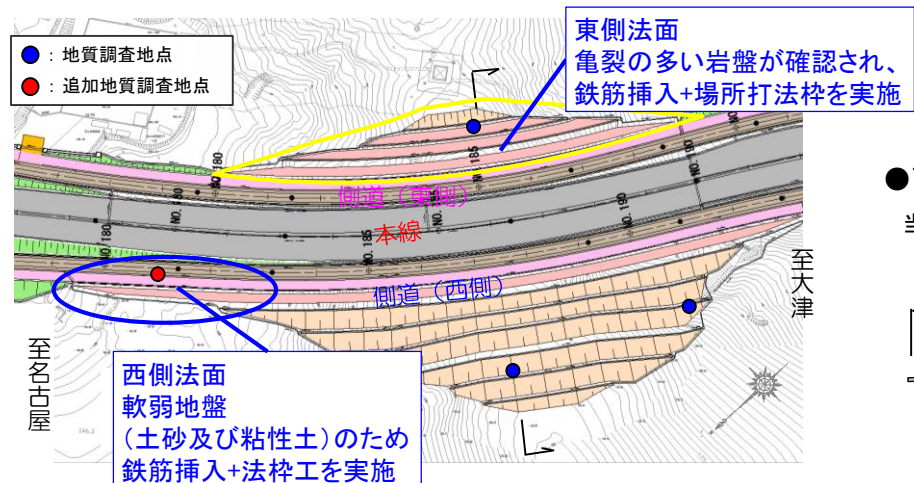 ●：地質調査地点
●：追加地質調査地点
東側法面
亀裂の多い岩盤が確認され、
鉄筋挿入+場所打法枠を実施
側道（東側）
本線
側道（西側）
NO.180
NO.180
NO.185
NO.185
NO.190
至大津
至名古屋
西側法面
軟弱地盤
（土砂及び粘性土）のため
鉄筋挿入+法枠工を実施